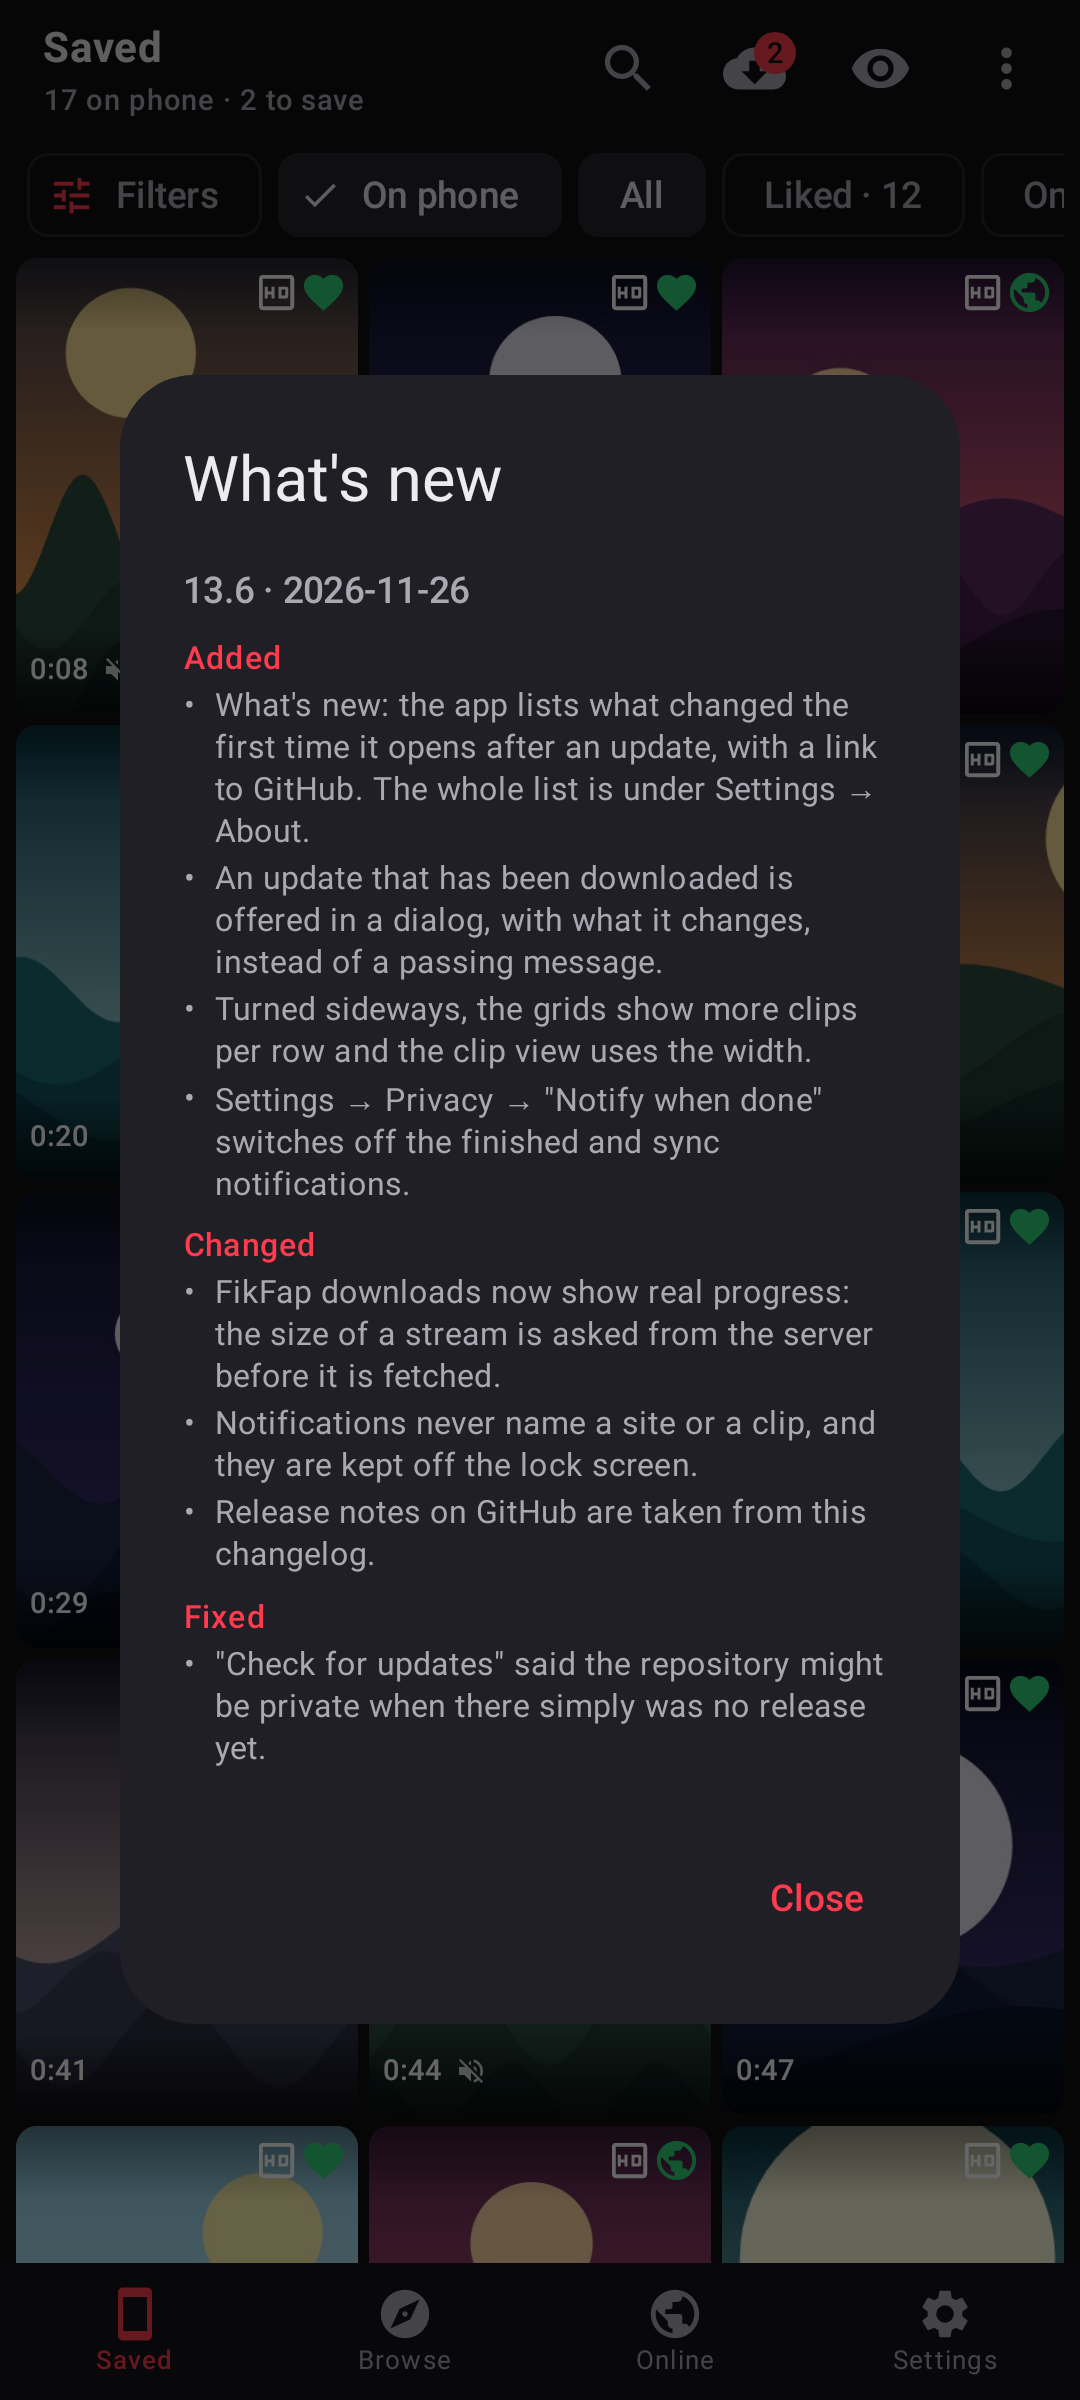 Saved
17 on phone · 2 to save
2
Filters
On phone
All
Liked · 12
On
HD
HD
HD
What's new
13.6 · 2026-11-26
Added
• What's new: the app lists what changed the
first time it opens after an update, with a link
to GitHub. The whole list is under Settings →
About.
• An update that has been downloaded is
offered in a dialog, with what it changes,
instead of a passing message.
• Turned sideways, the grids show more clips
per row and the clip view uses the width.
• Settings → Privacy → "Notify when done"
switches off the finished and sync
notifications.
Changed
• FikFap downloads now show real progress:
the size of a stream is asked from the server
before it is fetched.
• Notifications never name a site or a clip, and
they are kept off the lock screen.
• Release notes on GitHub are taken from this
changelog.
Fixed
• "Check for updates" said the repository might
be private when there simply was no release
yet.
Close
0:08
HD
0:20
HD
0:29
HD
0:41
0:44
0:47
HD
HD
HD
Saved
Browse
Online
Settings